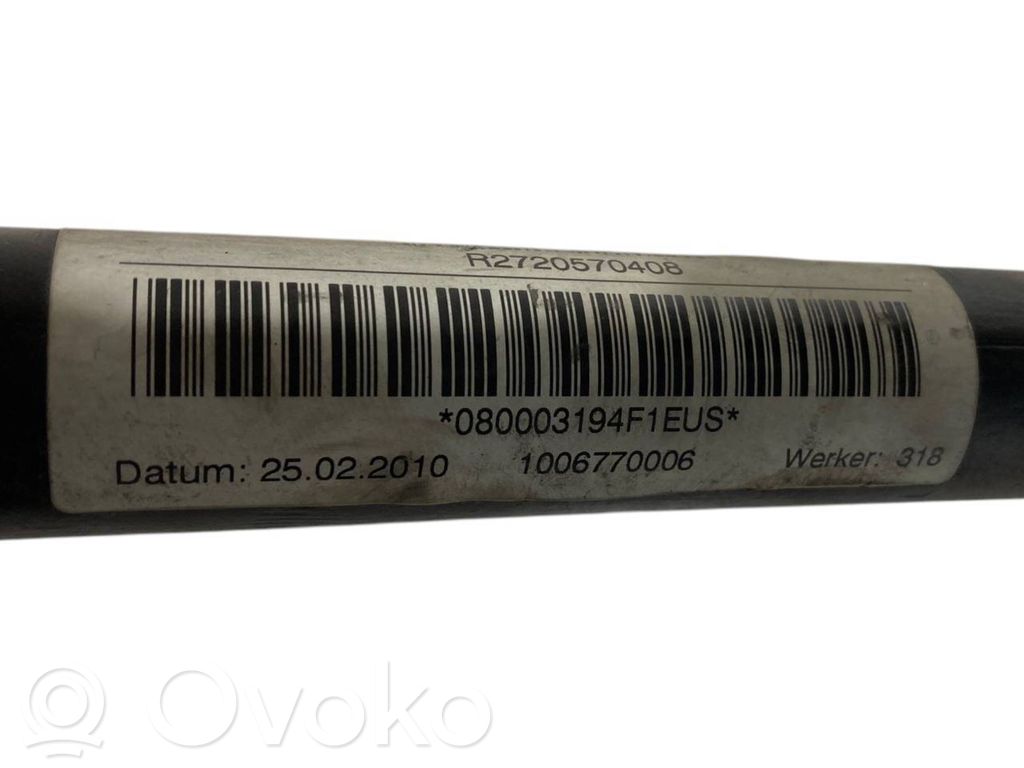 R2720570408
*080003194F1EUS*
Datum: 25.02.2010 1006770006 Werker: 318
Ovoko